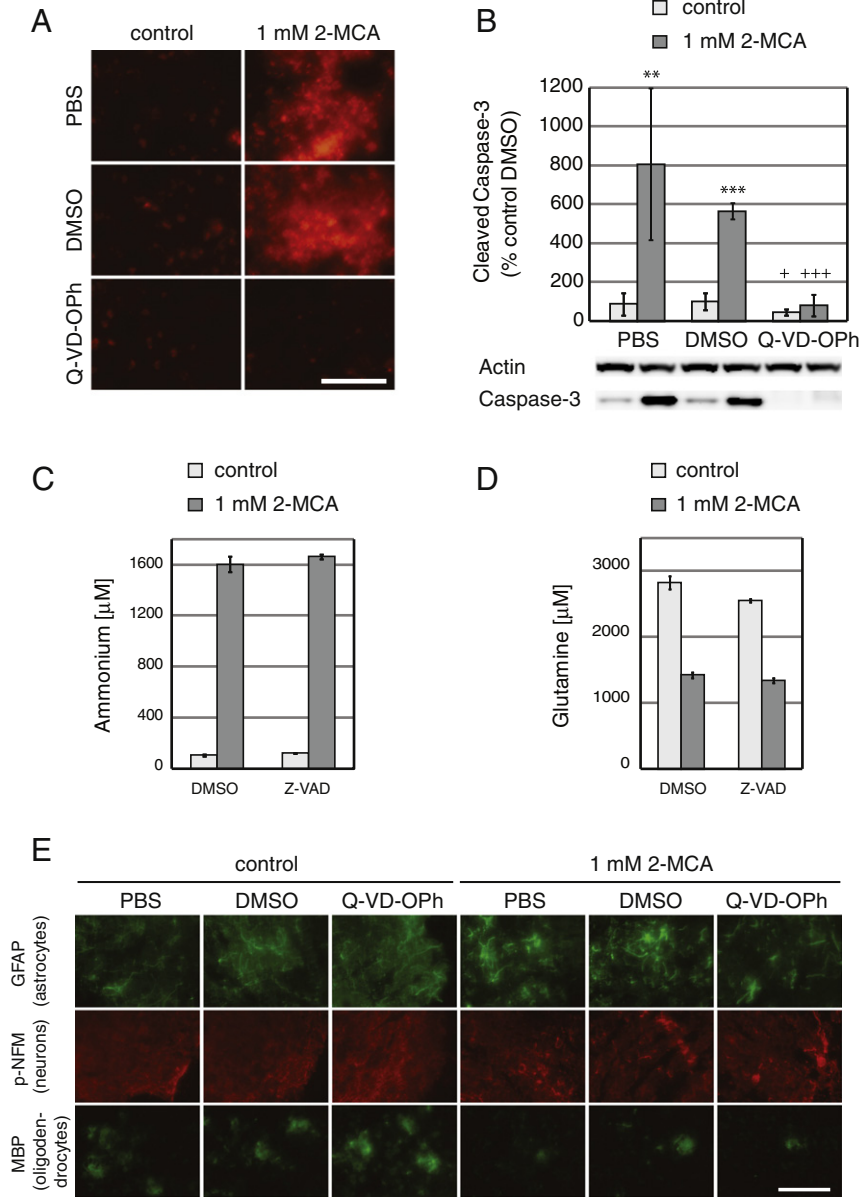 A
control
1 mM 2-MCA
PBS
DMSO
Q-VD-OPh
B
control
1 mM 2-MCA
Cleaved Caspase-3
(% control DMSO)
1200
1000
800
600
400
200
0
**
***
+
+++
PBS
DMSO
Q-VD-OPh
Actin
Caspase-3
C
control
1 mM 2-MCA
Ammonium [µM]
1600
1200
800
400
0
DMSO
Z-VAD
D
control
1 mM 2-MCA
Glutamine [µM]
3000
2000
1000
0
DMSO
Z-VAD
E
control
1 mM 2-MCA
PBS
DMSO
Q-VD-OPh
PBS
DMSO
Q-VD-OPh
GFAP
(astrocytes)
p-NFM
(neurons)
MBP
(oligoden-
drocytes)